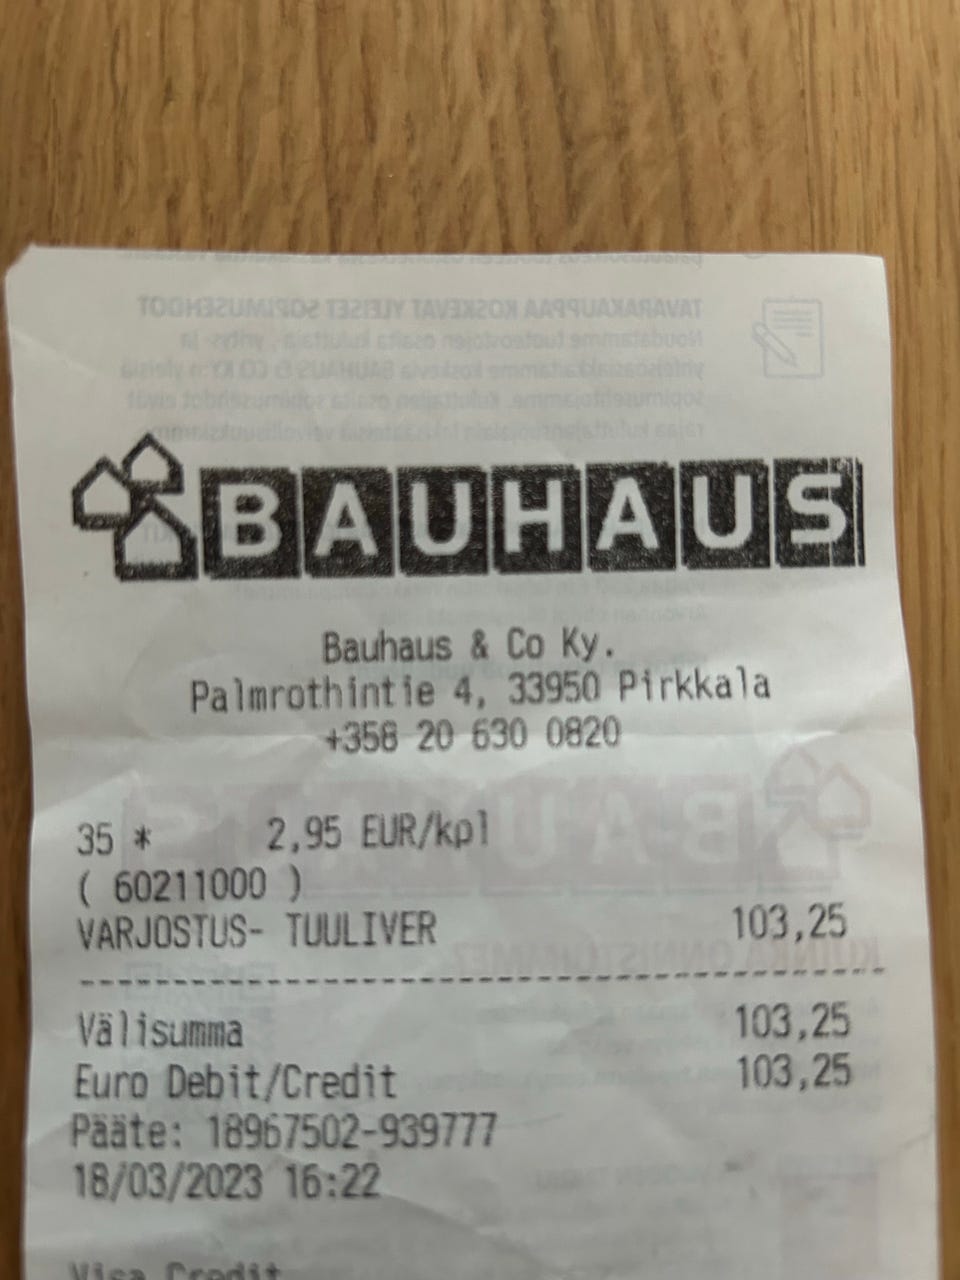 BAUHAUS
Bauhaus & Co Ky.
Palmrothintie 4, 33950 Pirkkala
+358 20 630 0820
35 * 2,95 EUR/kpl
( 60211000 )
VARJOSTUS- TUULIVER 103,25
Välisumma 103,25
Euro Debit/Credit 103,25
Pääte: 18967502-939777
18/03/2023 16:22
Visa Credit